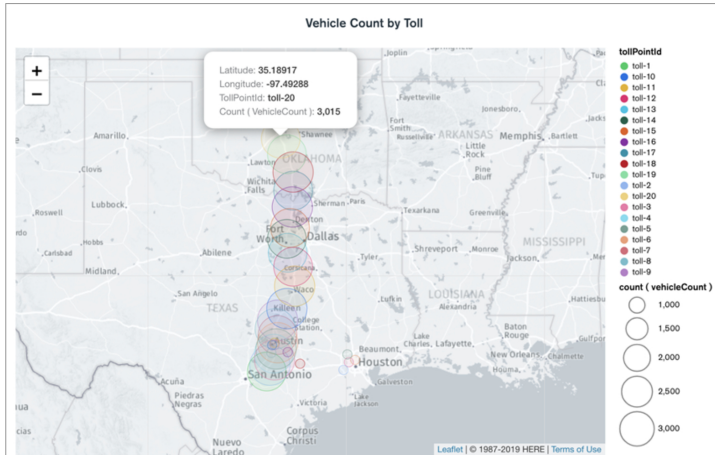 Vehicle Count by Toll
+
−
Latitude: 35.18917
Longitude: -97.49288
TollPointId: toll-20
Count ( VehicleCount ): 3,015
Joplin
Fayetteville
Jonesboro,
Shawnee
Fort
Smith
Russellville
ARKANSAS
Memphis
Bartlett
Amarillo
OKLAHOMA
Lawton
Little
Rock
Pine
Bluff
Clovis
Wichita
Falls
Lubbock
Sherman
Paris
Roswell
Texarkana
Greenville
Denton
Fort
Worth
Dallas
MISSISSIPPI
Hobbs
Carlsbad
Abilene
Tyler
Shreveport
Monroe
Jackson
Midland
Corsicana
San Angelo
Waco
TEXAS
Lufkin
LOUISIANA
Alexandria
Hattiesbu
Killeen
College
Station
Austin
Baton
Rouge
Lake
Charles, Lafayette
Gulfpor
Beaumont
Houston
New Orleans
Chalmette
Houma
San Antonio
Galveston
Acuña
Piedras
Negras
Victoria
Lake
Jackson
Corpus
Christi
Nuevo
Laredo
Leaflet | © 1987-2019 HERE | Terms of Use
tollPointId
toll-1
toll-10
toll-11
toll-12
toll-13
toll-14
toll-15
toll-16
toll-17
toll-18
toll-19
toll-2
toll-20
toll-3
toll-4
toll-5
toll-6
toll-7
toll-8
toll-9
count ( vehicleCount )
1,000
1,500
2,000
2,500
3,000